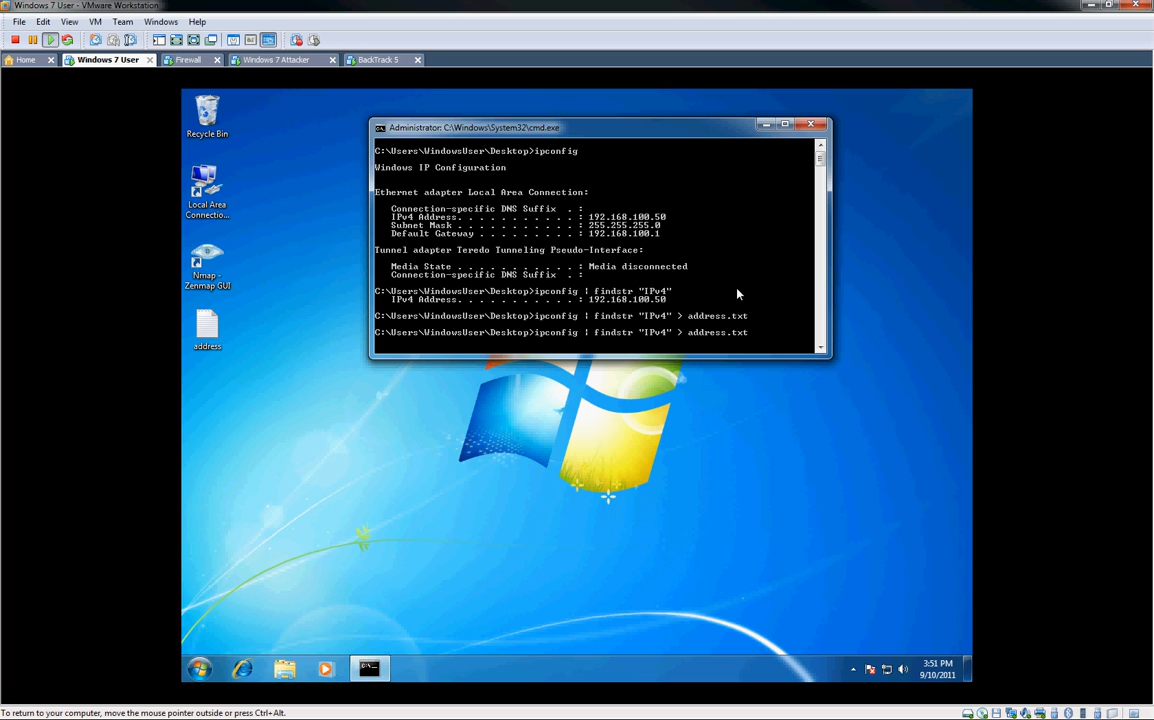 Windows 7 User - VMware Workstation
File Edit View VM Team Windows Help
Home Windows 7 User Firewall Windows 7 Attacker BackTrack 5
Recycle Bin
Local Area
Connectio...
Nmap -
Zenmap GUI
address
Administrator: C:\Windows\System32\cmd.exe
C:\Users\WindowsUser\Desktop>ipconfig
Windows IP Configuration
Ethernet adapter Local Area Connection:
Connection-specific DNS Suffix . :
IPv4 Address. . . . . . . . . . . : 192.168.100.50
Subnet Mask . . . . . . . . . . . : 255.255.255.0
Default Gateway . . . . . . . . . : 192.168.100.1
Tunnel adapter Teredo Tunneling Pseudo-Interface:
Media State . . . . . . . . . . . : Media disconnected
Connection-specific DNS Suffix . :
C:\Users\WindowsUser\Desktop>ipconfig | findstr "IPv4"
IPv4 Address. . . . . . . . . . . : 192.168.100.50
C:\Users\WindowsUser\Desktop>ipconfig | findstr "IPv4" > address.txt
C:\Users\WindowsUser\Desktop>ipconfig | findstr "IPv4" > address.txt
3:51 PM
9/10/2011
To return to your computer, move the mouse pointer outside or press Ctrl+Alt.